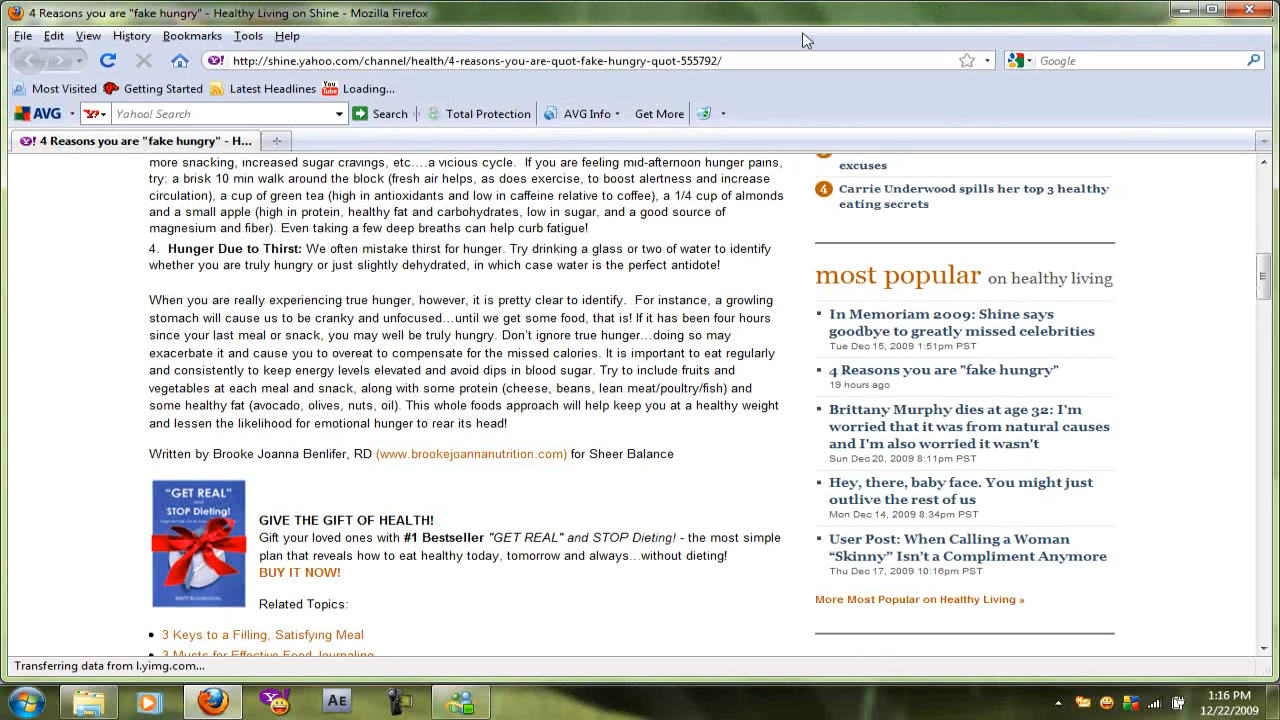 4 Reasons you are "fake hungry" - Healthy Living on Shine - Mozilla Firefox
File Edit View History Bookmarks Tools Help
http://shine.yahoo.com/channel/health/4-reasons-you-are-quot-fake-hungry-quot-555792/
Google
Most Visited Getting Started Latest Headlines Loading...
AVG Yahoo! Search Search Total Protection AVG Info Get More
4 Reasons you are "fake hungry" - H...
more snacking, increased sugar cravings, etc....a vicious cycle. If you are feeling mid-afternoon hunger pains,
try: a brisk 10 min walk around the block (fresh air helps, as does exercise, to boost alertness and increase
circulation), a cup of green tea (high in antioxidants and low in caffeine relative to coffee), a 1/4 cup of almonds
and a small apple (high in protein, healthy fat and carbohydrates, low in sugar, and a good source of
magnesium and fiber). Even taking a few deep breaths can help curb fatigue!
4. Hunger Due to Thirst: We often mistake thirst for hunger. Try drinking a glass or two of water to identify
whether you are truly hungry or just slightly dehydrated, in which case water is the perfect antidote!
When you are really experiencing true hunger, however, it is pretty clear to identify. For instance, a growling
stomach will cause us to be cranky and unfocused...until we get some food, that is! If it has been four hours
since your last meal or snack, you may well be truly hungry. Don't ignore true hunger...doing so may
exacerbate it and cause you to overeat to compensate for the missed calories. It is important to eat regularly
and consistently to keep energy levels elevated and avoid dips in blood sugar. Try to include fruits and
vegetables at each meal and snack, along with some protein (cheese, beans, lean meat/poultry/fish) and
some healthy fat (avocado, olives, nuts, oil). This whole foods approach will help keep you at a healthy weight
and lessen the likelihood for emotional hunger to rear its head!
Written by Brooke Joanna Benlifer, RD (www.brookejoannanutrition.com) for Sheer Balance
"GET REAL"
and
STOP Dieting!
GIVE THE GIFT OF HEALTH!
Gift your loved ones with #1 Bestseller "GET REAL" and STOP Dieting! - the most simple
plan that reveals how to eat healthy today, tomorrow and always...without dieting!
BUY IT NOW!
Related Topics:
3 Keys to a Filling, Satisfying Meal
3 Musts for Effective Food Journaling
excuses
4 Carrie Underwood spills her top 3 healthy
eating secrets
most popular on healthy living
In Memoriam 2009: Shine says
goodbye to greatly missed celebrities
Tue Dec 15, 2009 1:51pm PST
4 Reasons you are "fake hungry"
19 hours ago
Brittany Murphy dies at age 32: I'm
worried that it was from natural causes
and I'm also worried it wasn't
Sun Dec 20, 2009 8:11pm PST
Hey, there, baby face. You might just
outlive the rest of us
Mon Dec 14, 2009 8:34pm PST
User Post: When Calling a Woman
“Skinny” Isn’t a Compliment Anymore
Thu Dec 17, 2009 10:16pm PST
More Most Popular on Healthy Living »
Transferring data from l.yimg.com...
Ae
1:16 PM
12/22/2009